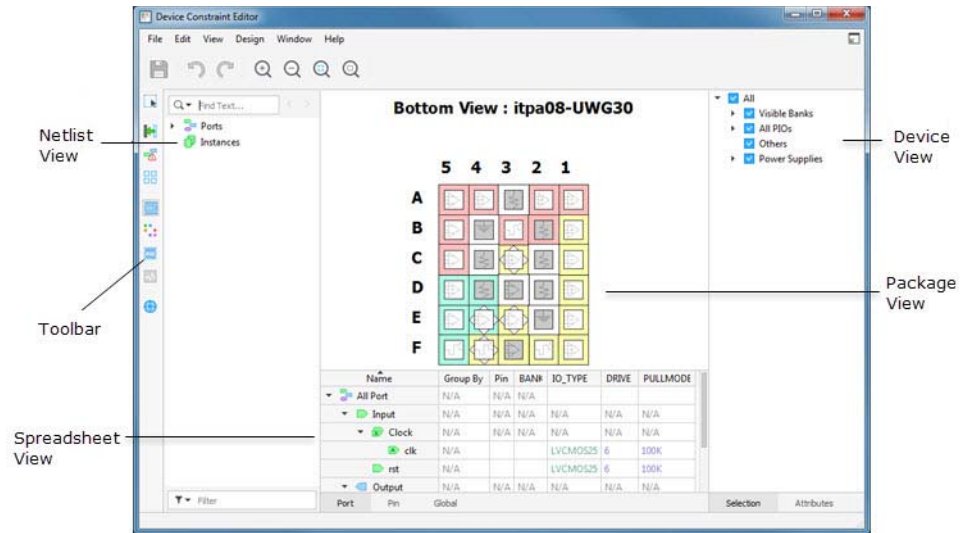 Device Constraint Editor
File Edit View Design Window Help
Find Text...
Ports
Instances
Bottom View : itpa08-UWG30
5 4 3 2 1
A
B
C
D
E
F
All
Visible Banks
All PIOs
Others
Power Supplies
Netlist
View
Toolbar
Spreadsheet
View
Device
View
Package
View
Name Group By Pin BANK IO_TYPE DRIVE PULLMODE
All Port N/A N/A N/A
Input N/A N/A N/A N/A N/A N/A
Clock N/A N/A N/A N/A N/A N/A
clk N/A LVCMOS25 6 100K
rst N/A LVCMOS25 6 100K
Output N/A N/A N/A N/A N/A N/A
Filter
Port Pin Global
Selection Attributes